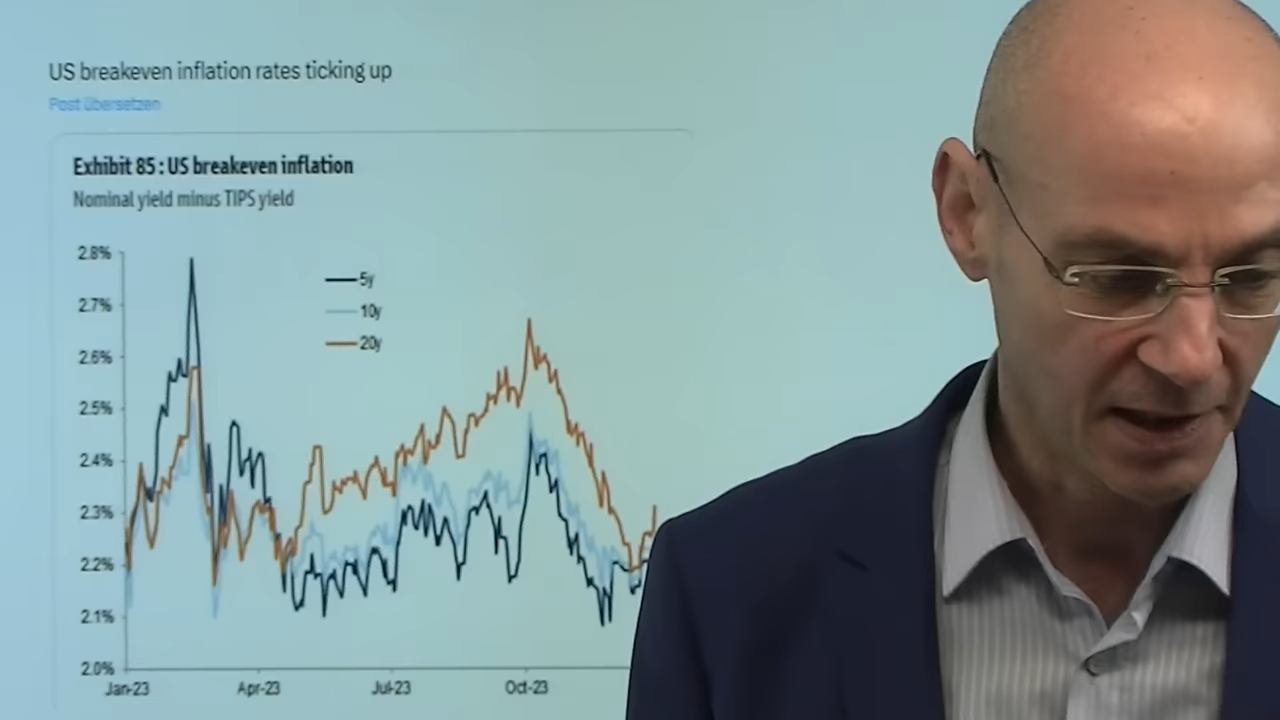 US breakeven inflation rates ticking up
Post übersetzen
Exhibit 85: US breakeven inflation
Nominal yield minus TIPS yield
2.8%
5y
2.7%
10y
20y
2.6%
2.5%
2.4%
2.3%
2.2%
2.1%
2.0%
Jan-23 Apr-23 Jul-23 Oct-23